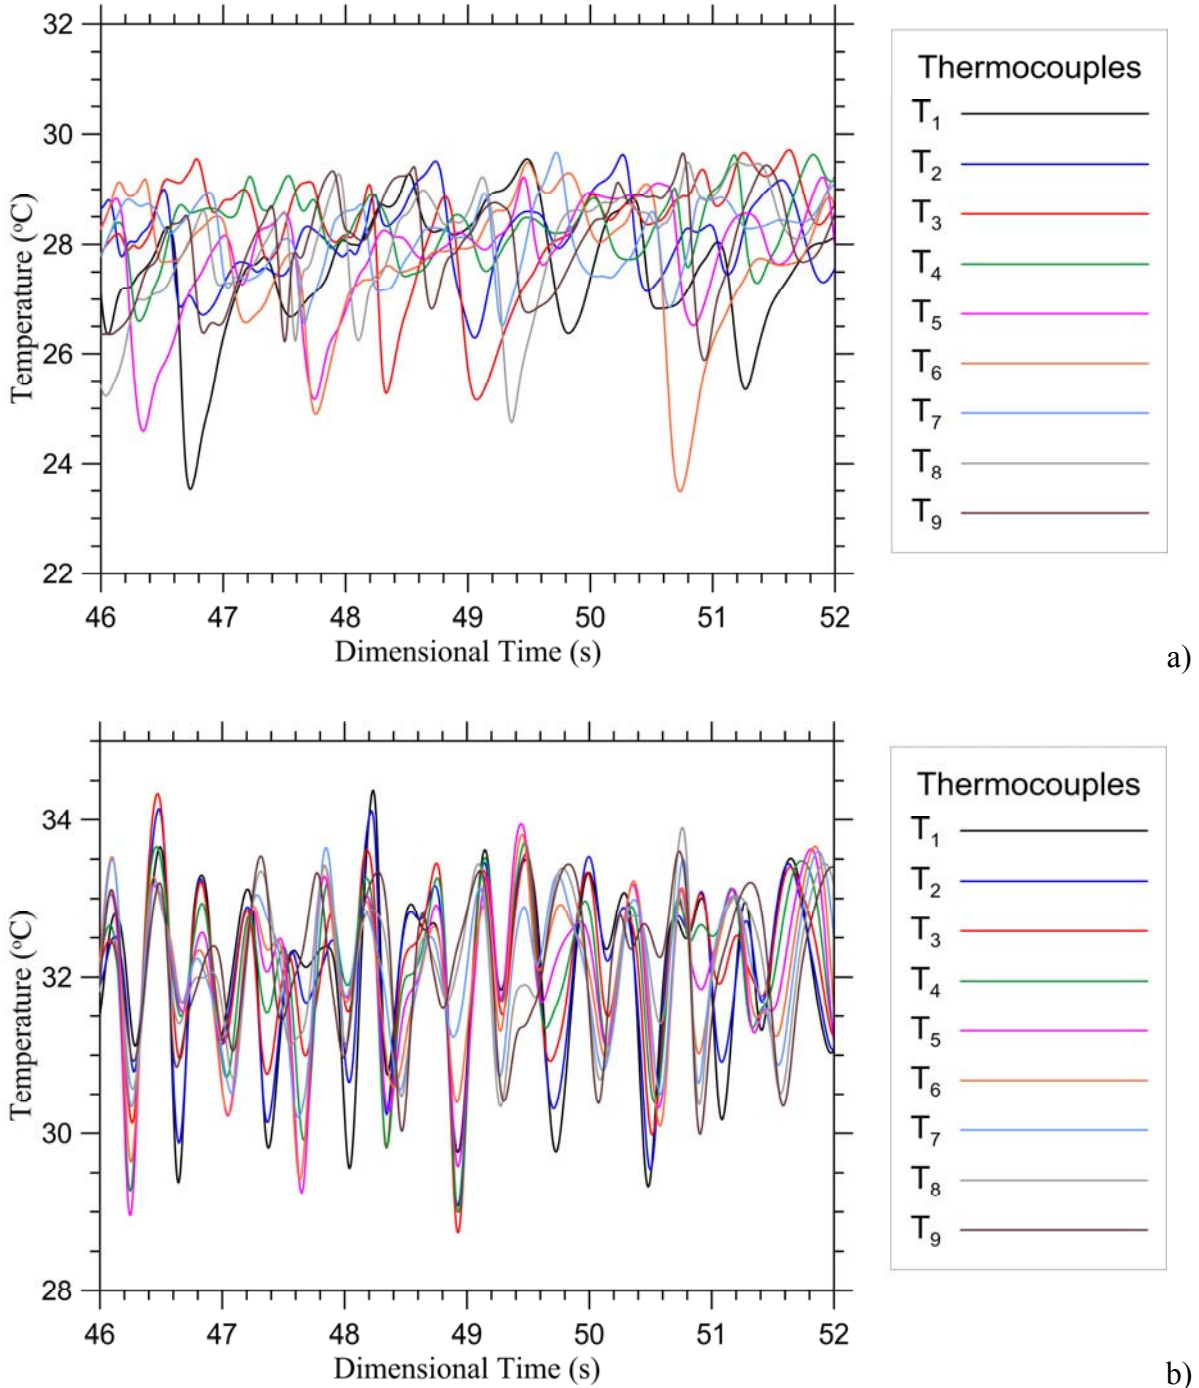 32
30
28
26
24
22
Temperature (ºC)
46 47 48 49 50 51 52
Dimensional Time (s)
Thermocouples
T1
T2
T3
T4
T5
T6
T7
T8
T9
a)
34
32
30
28
Temperature (ºC)
46 47 48 49 50 51 52
Dimensional Time (s)
Thermocouples
T1
T2
T3
T4
T5
T6
T7
T8
T9
b)